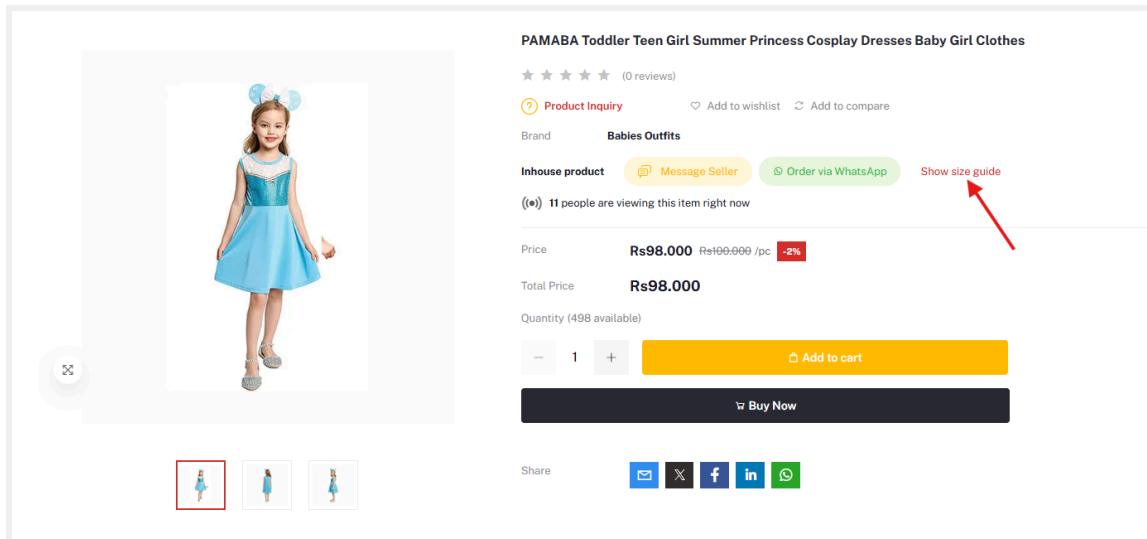 PAMABA Toddler Teen Girl Summer Princess Cosplay Dresses Baby Girl Clothes
(0 reviews)
? Product Inquiry Add to wishlist Add to compare
Brand Babies Outfits
Inhouse product Message Seller Order via WhatsApp Show size guide
11 people are viewing this item right now
Price Rs98.000 Rs100.000 /pc -2%
Total Price Rs98.000
Quantity (498 available)
− 1 + Add to cart
Buy Now
Share